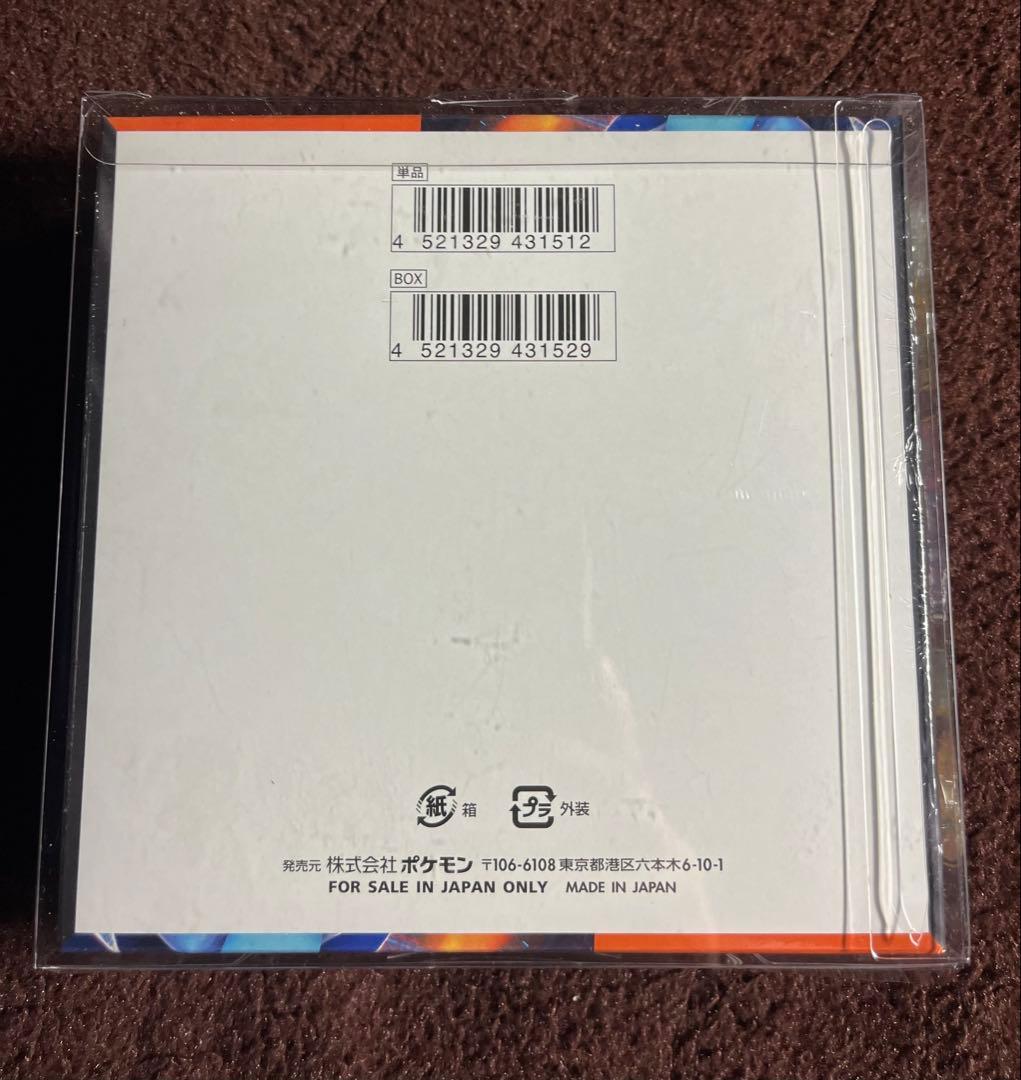 単品
4 521329 431512
BOX
4 521329 431529
紙 箱 プラ 外装
発売元 株式会社 ポケモン 〒106-6108 東京都港区六本木6-10-1
FOR SALE IN JAPAN ONLY MADE IN JAPAN